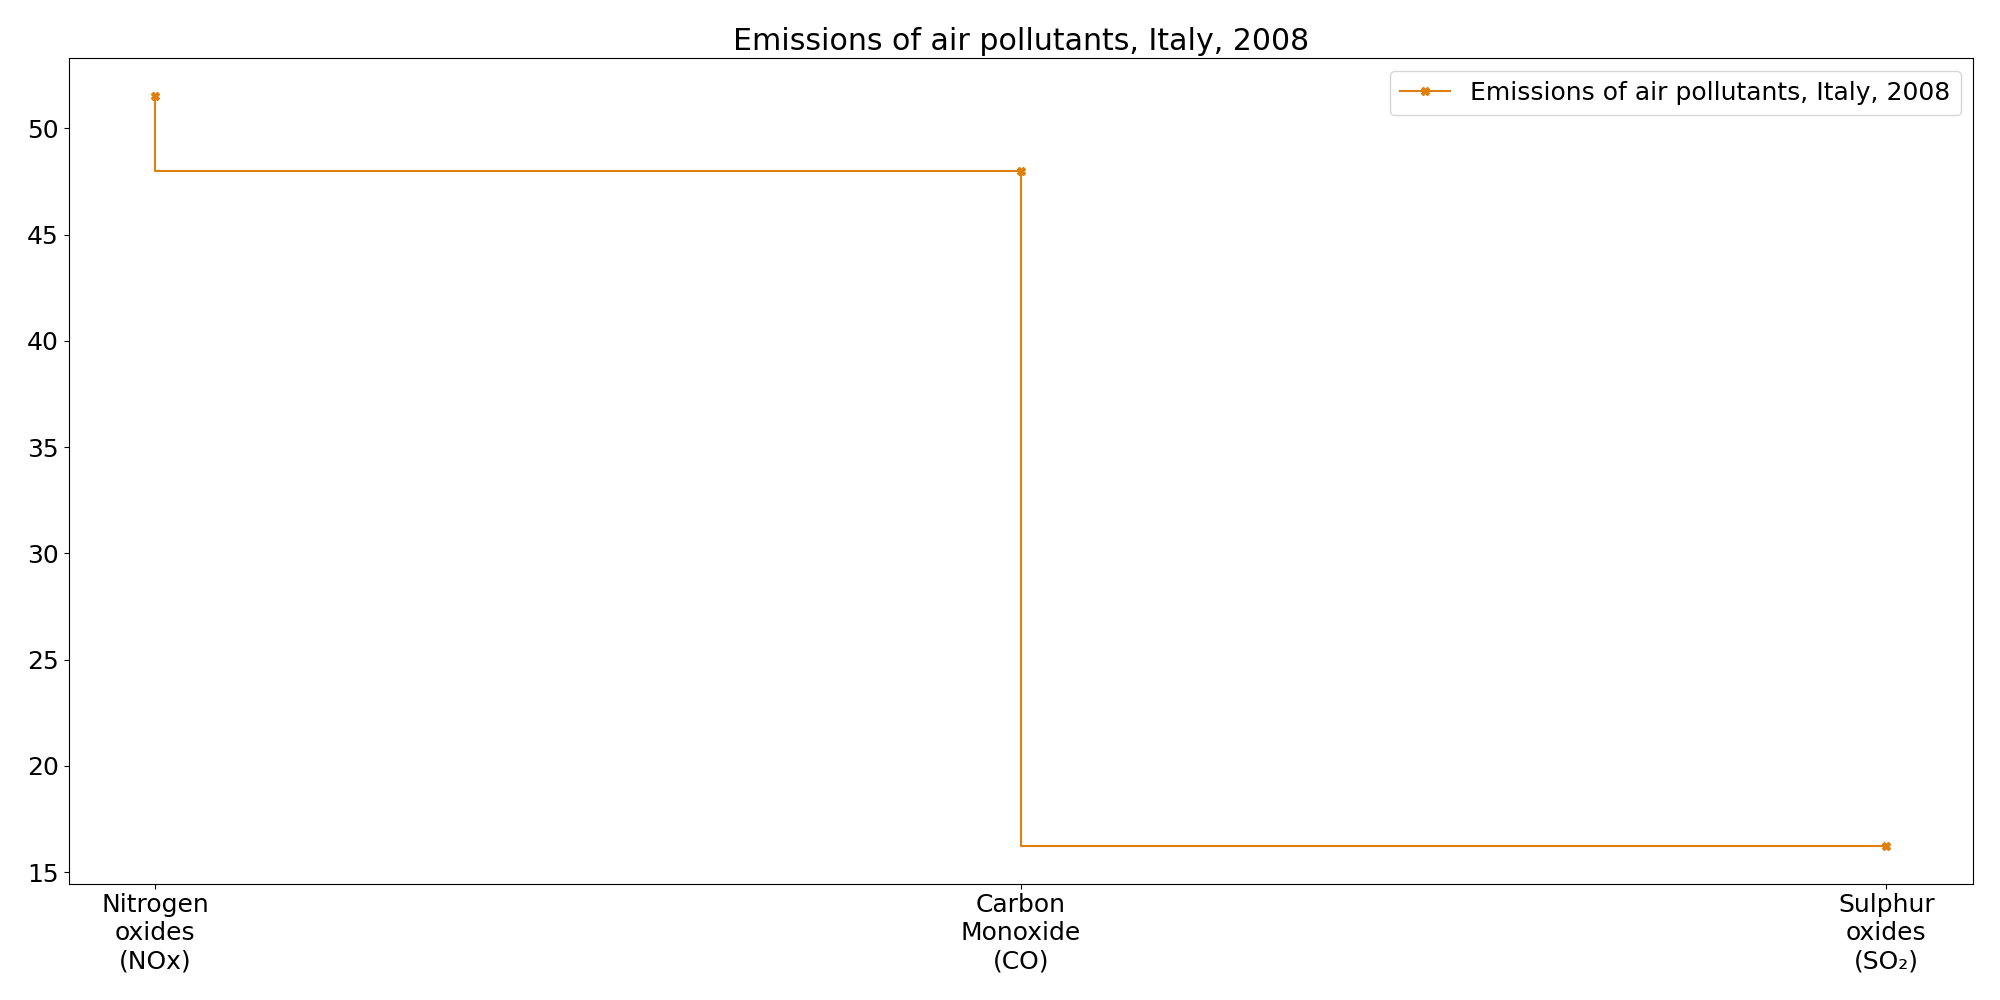 Emissions of air pollutants, Italy, 2008
Emissions of air pollutants, Italy, 2008
50
45
40
35
30
25
20
15
Nitrogen
oxides
(NOx)
Carbon
Monoxide
(CO)
Sulphur
oxides
(SO₂)